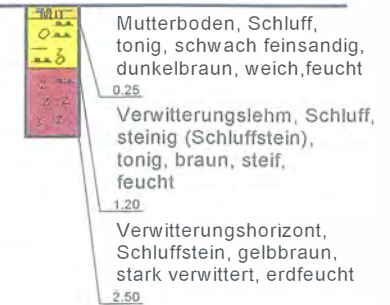 Mu
Mutterboden, Schluff,
tonig, schwach feinsandig,
dunkelbraun, weich,feucht
0.25
Verwitterungslehm, Schluff,
steinig (Schluffstein),
tonig, braun, steif,
feucht
1.20
Verwitterungshorizont,
Schluffstein, gelbbraun,
stark verwittert, erdfeucht
2.50